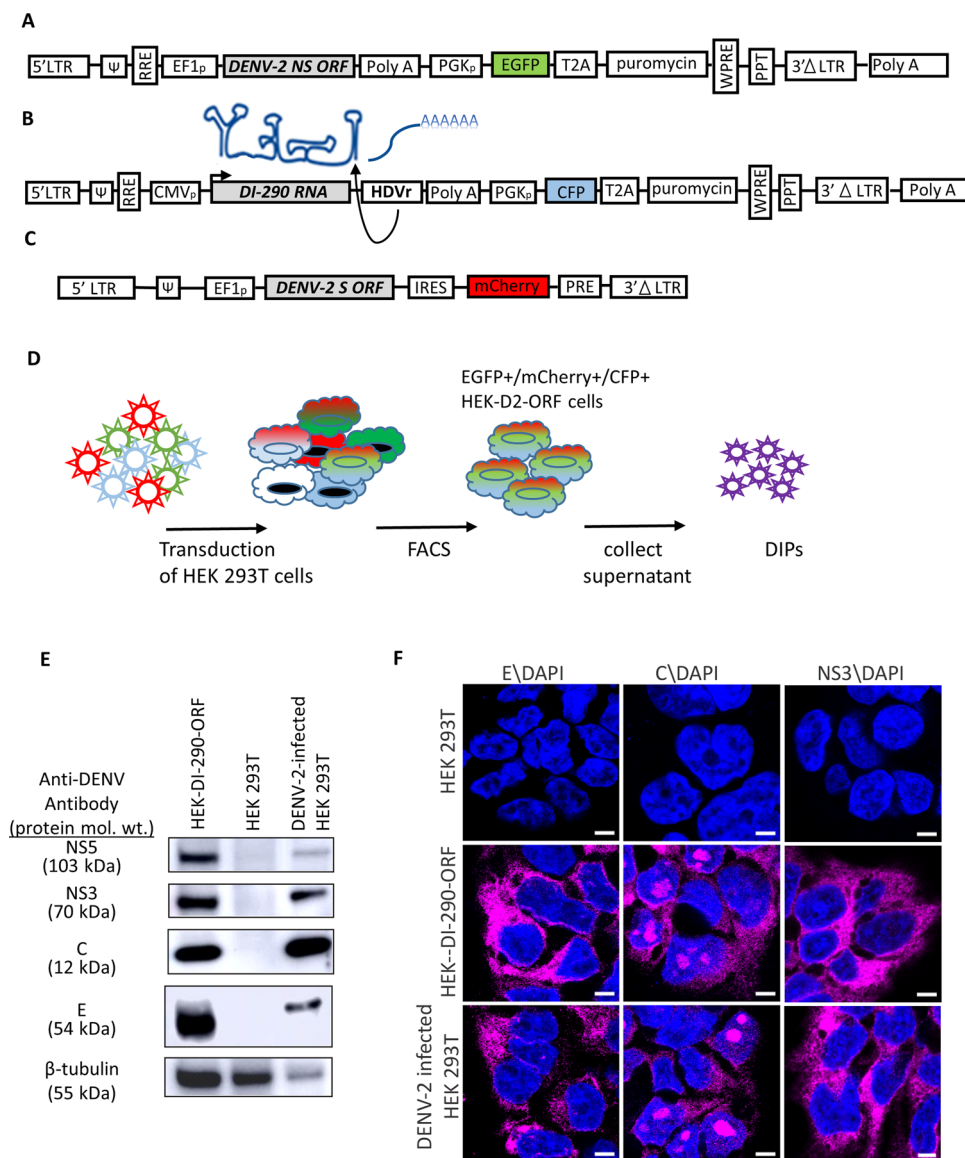 A
5'LTR Ψ RRE EF1p DENV-2 NS ORF Poly A PGKp EGFP T2A puromycin WPRE PPT 3'Δ LTR Poly A
B
AAAAAA
5'LTR Ψ RRE CMVp DI-290 RNA HDVr Poly A PGKp CFP T2A puromycin WPRE PPT 3' Δ LTR Poly A
C
5' LTR Ψ EF1p DENV-2 S ORF IRES mCherry PRE 3'Δ LTR
D
EGFP+/mCherry+/CFP+
HEK-D2-ORF cells
Transduction
of HEK 293T cells
FACS
collect
supernatant
DIPs
E
Anti-DENV
Antibody
(protein mol. wt.)
HEK-DI-290-ORF
HEK 293T
DENV-2-infected
HEK 293T
NS5
(103 kDa)
NS3
(70 kDa)
C
(12 kDa)
E
(54 kDa)
β-tubulin
(55 kDa)
F
E\DAPI C\DAPI NS3\DAPI
HEK 293T
HEK--DI-290-ORF
DENV-2 infected
HEK 293T